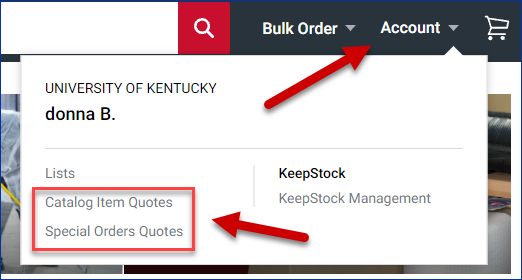 Bulk Order Account
UNIVERSITY OF KENTUCKY
donna B.
Lists
Catalog Item Quotes
Special Orders Quotes
KeepStock
KeepStock Management